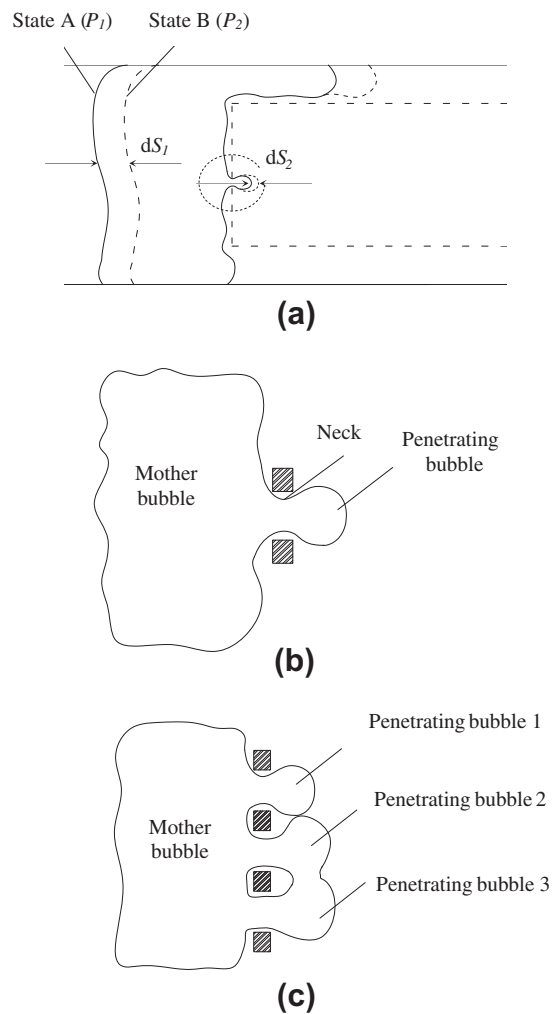 State A (P1) State B (P2)
dS1
dS2
(a)
Neck
Penetrating
bubble
Mother
bubble
(b)
Penetrating bubble 1
Penetrating bubble 2
Mother
bubble
Penetrating bubble 3
(c)